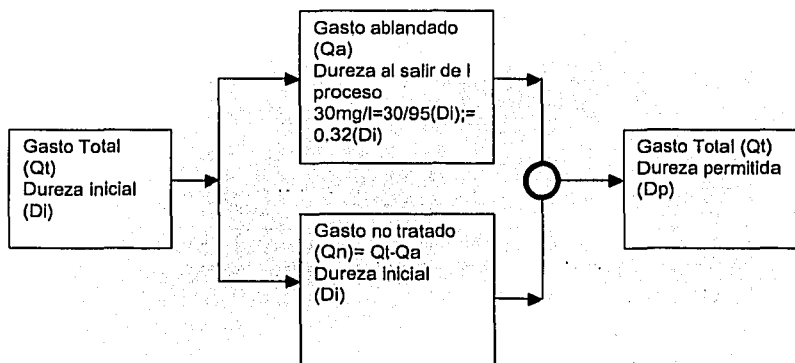 Gasto Total
(Qt)
Dureza inicial
(Di)
Gasto ablandado
(Qa)
Dureza al salir de l
proceso
30mg/l=30/95(Di);=
0.32(Di)
Gasto no tratado
(Qn)= Qt-Qa
Dureza inicial
(Di)
Gasto Total (Qt)
Dureza permitida
(Dp)